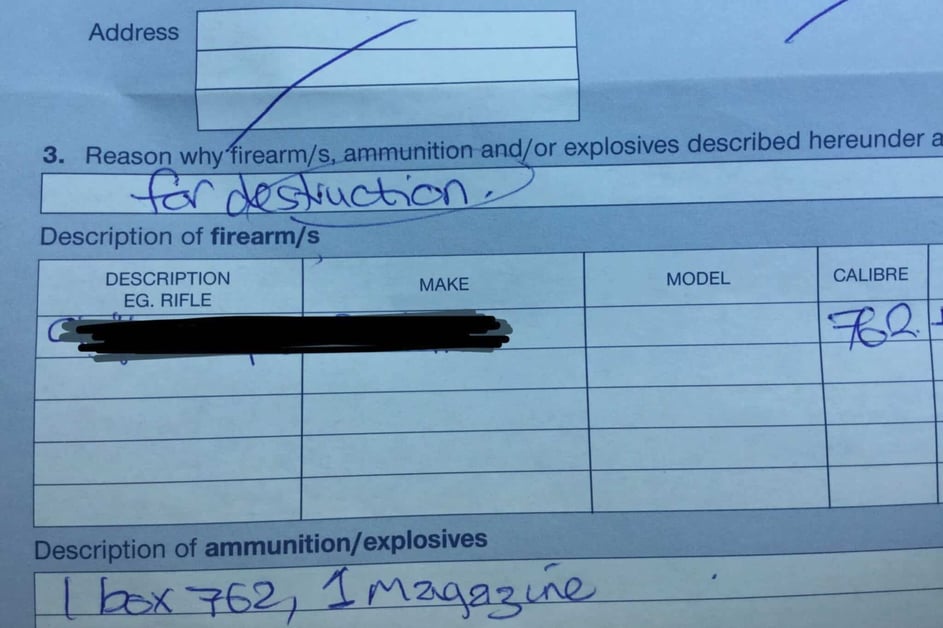 Address
3. Reason why firearm/s, ammunition and/or explosives described hereunder a
for destruction.
Description of firearm/s
DESCRIPTION MAKE MODEL CALIBRE
EG. RIFLE
762
Description of ammunition/explosives
1 box 762, 1 Magazine